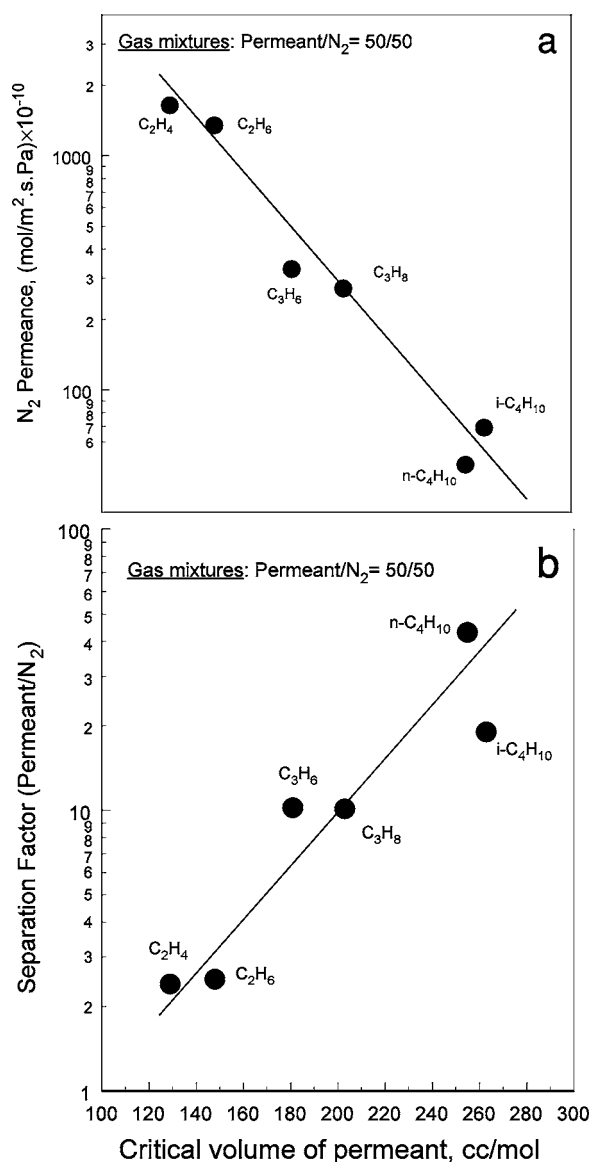 a
Gas mixtures: Permeant/N₂= 50/50
N₂ Permeance, (mol/m².s.Pa)×10⁻¹⁰
3
2
1000
9
8
7
6
5
4
3
2
100
9
8
7
6
C₂H₄
C₂H₆
C₃H₆
C₃H₈
i-C₄H₁₀
n-C₄H₁₀
b
Gas mixtures: Permeant/N₂= 50/50
Separation Factor (Permeant/N₂)
100
9
8
7
6
5
4
3
2
10
9
8
7
6
5
4
3
2
1
n-C₄H₁₀
i-C₄H₁₀
C₃H₆
C₃H₈
C₂H₄
C₂H₆
100 120 140 160 180 200 220 240 260 280 300
Critical volume of permeant, cc/mol